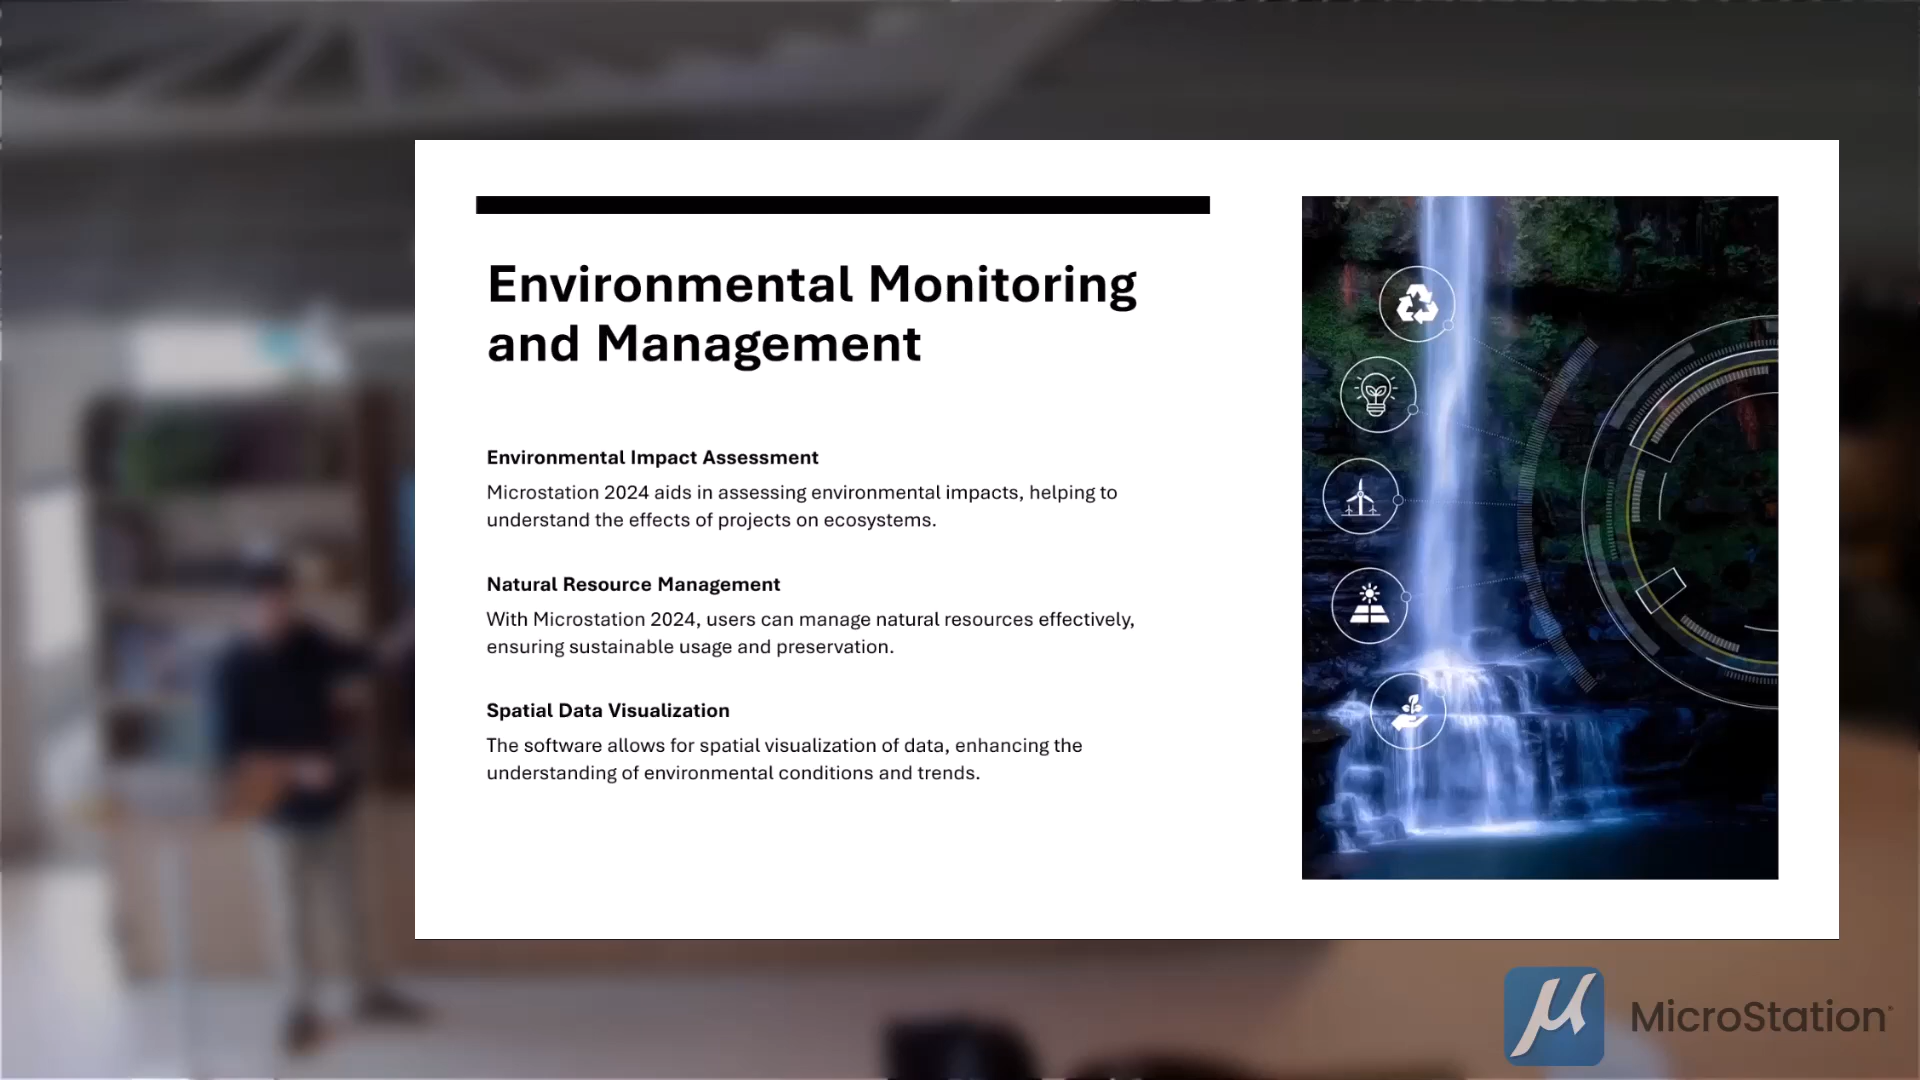 Environmental Monitoring
and Management
Environmental Impact Assessment
Microstation 2024 aids in assessing environmental impacts, helping to
understand the effects of projects on ecosystems.
Natural Resource Management
With Microstation 2024, users can manage natural resources effectively,
ensuring sustainable usage and preservation.
Spatial Data Visualization
The software allows for spatial visualization of data, enhancing the
understanding of environmental conditions and trends.
µ MicroStation